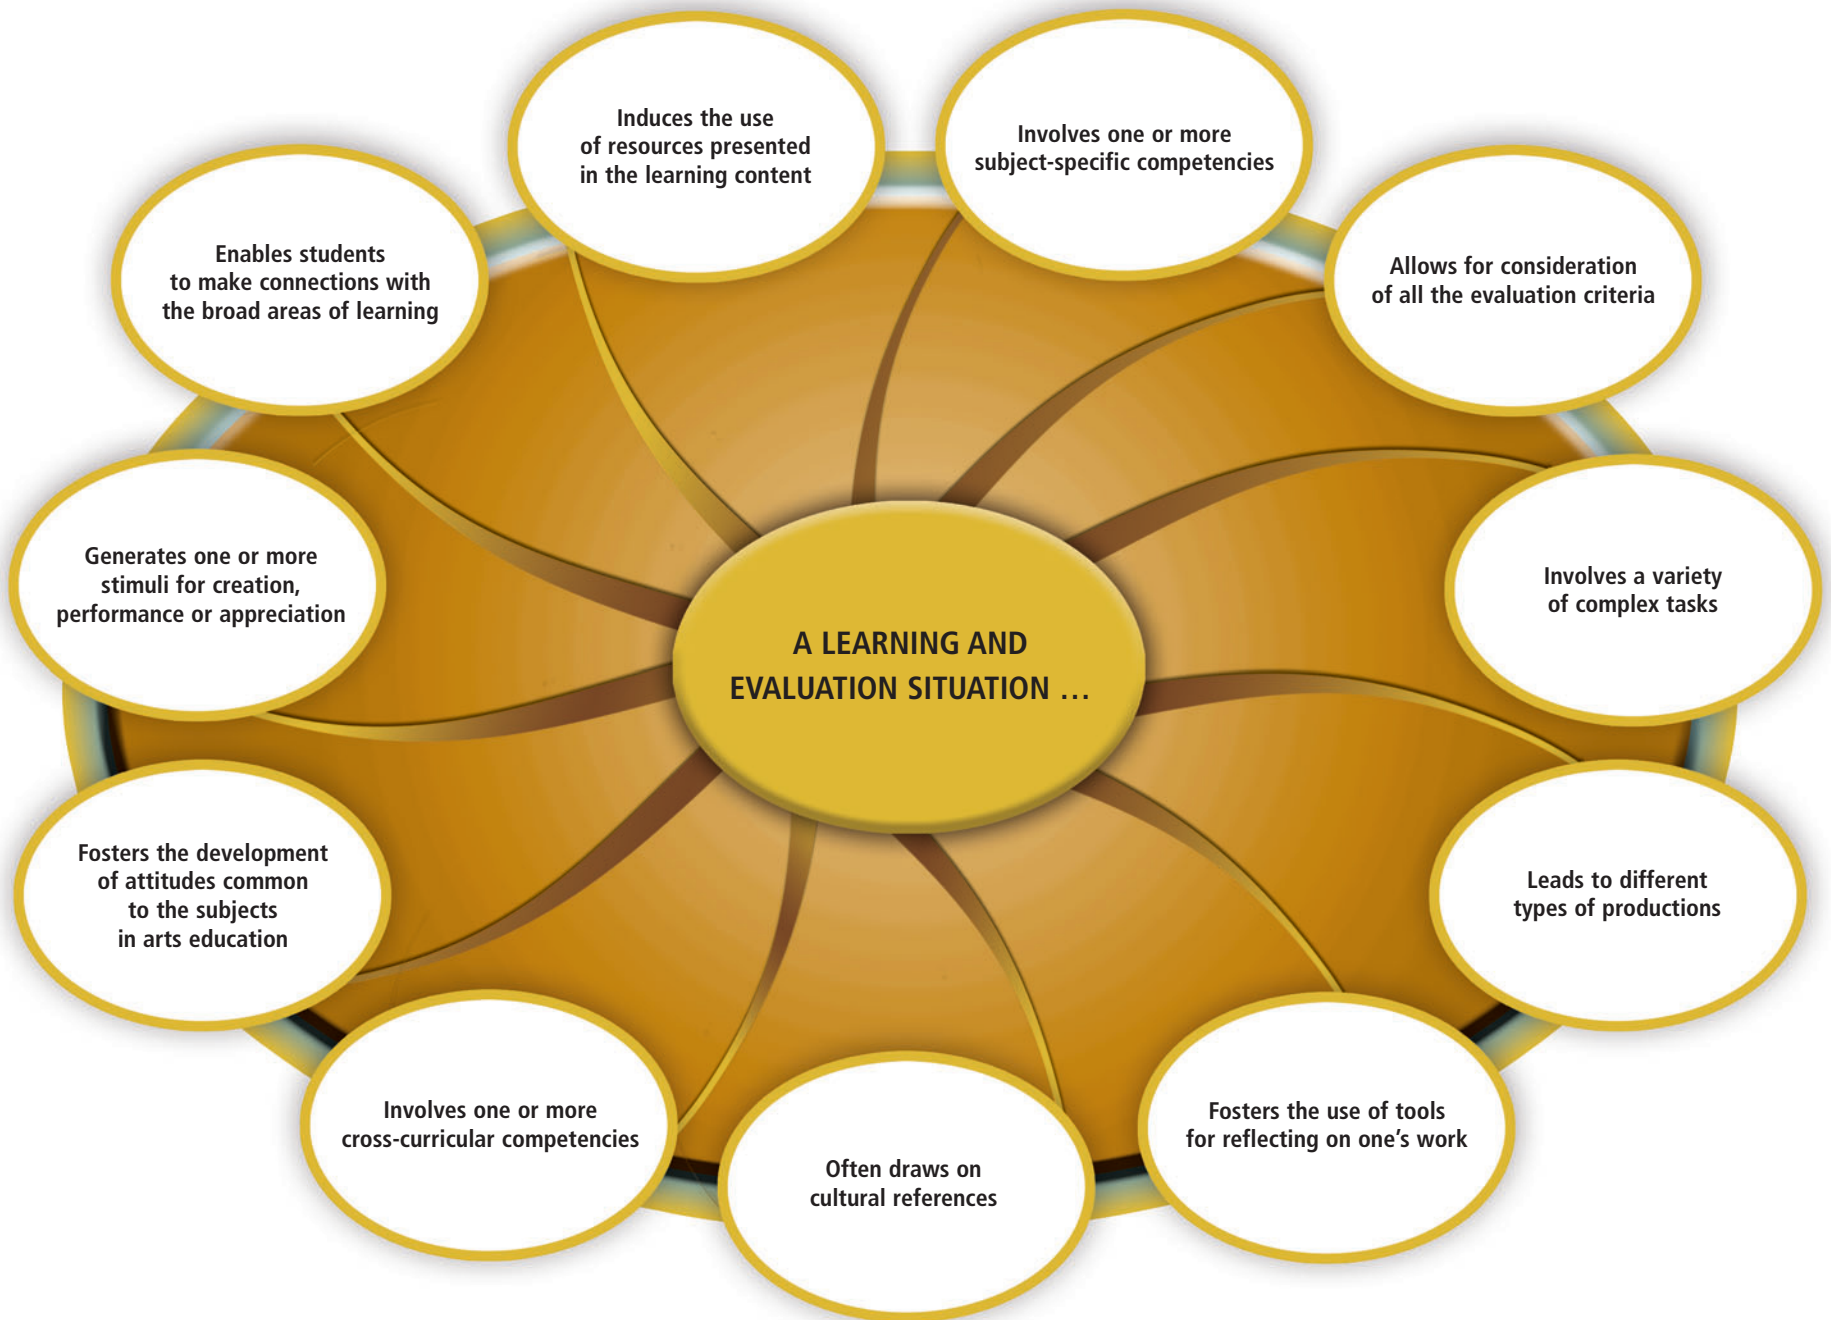 Induces the use
of resources presented
in the learning content
Involves one or more
subject-specific competencies
Enables students
to make connections with
the broad areas of learning
Allows for consideration
of all the evaluation criteria
Generates one or more
stimuli for creation,
performance or appreciation
Involves a variety
of complex tasks
A LEARNING AND
EVALUATION SITUATION ...
Fosters the development
of attitudes common
to the subjects
in arts education
Leads to different
types of productions
Involves one or more
cross-curricular competencies
Often draws on
cultural references
Fosters the use of tools
for reflecting on one’s work